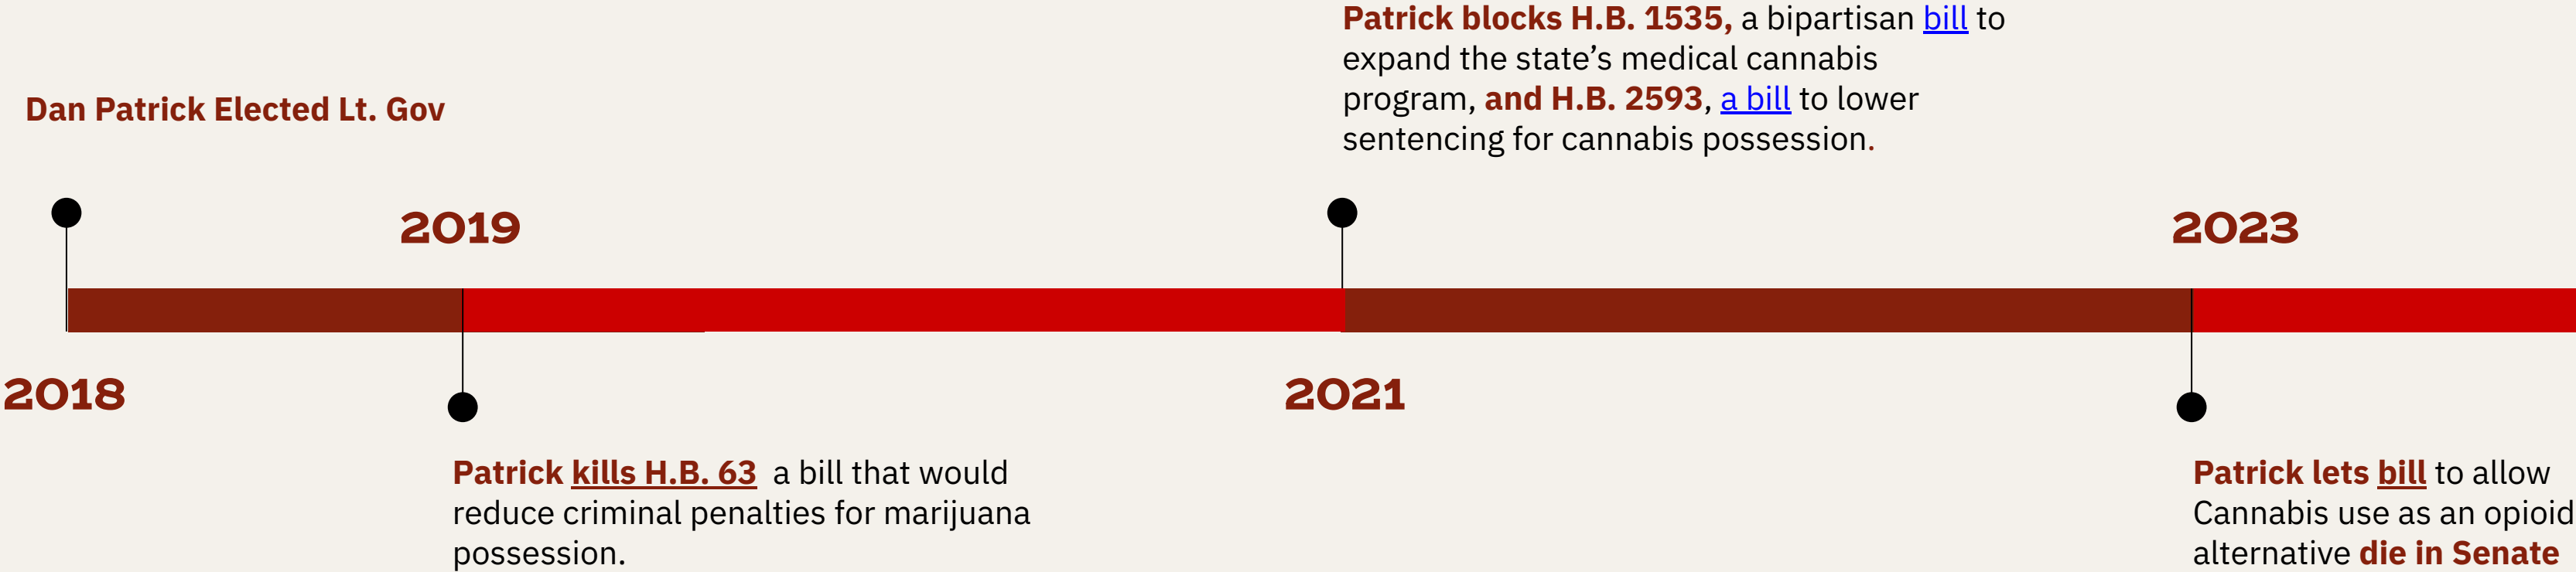 Dan Patrick Elected Lt. Gov
2018
2019
Patrick kills H.B. 63 a bill that would
reduce criminal penalties for marijuana
possession.
Patrick blocks H.B. 1535, a bipartisan bill to
expand the state’s medical cannabis
program, and H.B. 2593, a bill to lower
sentencing for cannabis possession.
2021
2023
Patrick lets bill to allow
Cannabis use as an opioid
alternative die in Senate